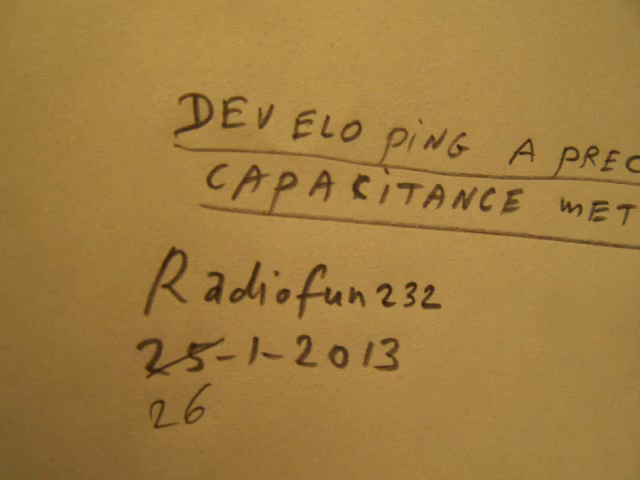 DEVELOPING A PREC
CAPACITANCE MET
Radiofun232
25-1-2013
26